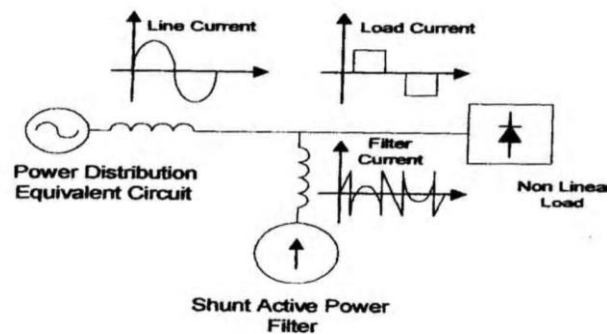 Line Current
Load Current
Filter
Current
Power Distribution
Equivalent Circuit
Non Linear
Load
Shunt Active Power
Filter